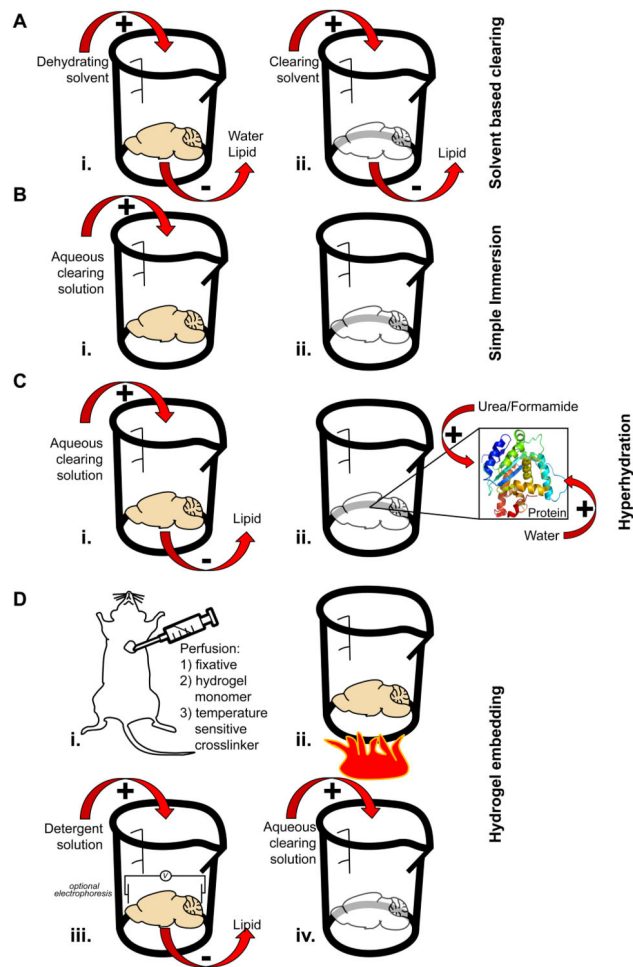 A
+
Dehydrating
solvent
Water
Lipid
-
i.
+
Clearing
solvent
Lipid
-
ii.
Solvent based clearing
B
+
Aqueous
clearing
solution
i.
ii.
Simple Immersion
C
+
Aqueous
clearing
solution
Lipid
-
i.
ii.
Urea/Formamide
+
Protein
+
Water
Hyperhydration
D
Perfusion:
1) fixative
2) hydrogel
monomer
3) temperature
sensitive
crosslinker
i.
ii.
+
Detergent
solution
V
optional
electrophoresis
Lipid
-
iii.
+
Aqueous
clearing
solution
iv.
Hydrogel embedding